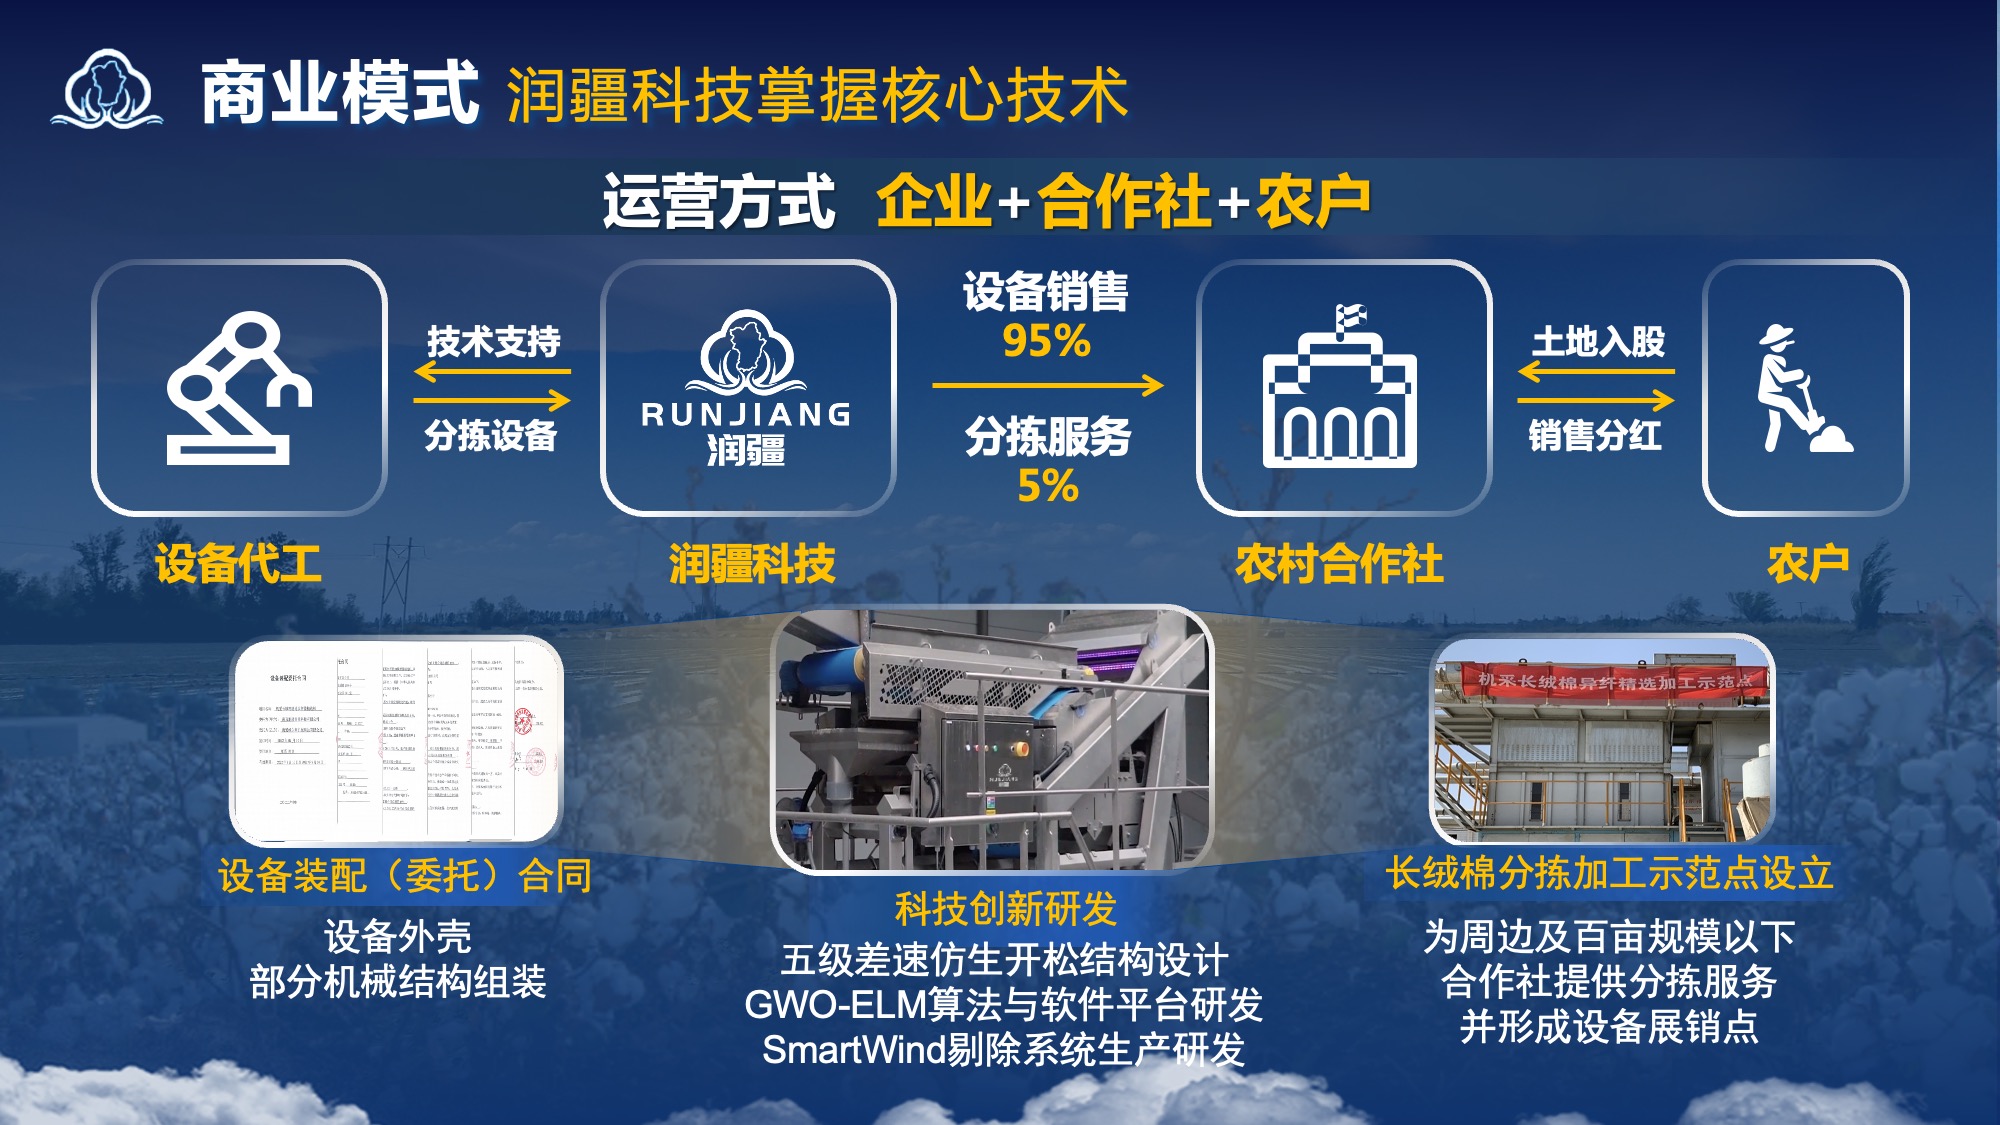 商业模式 润疆科技掌握核心技术
运营方式 企业+合作社+农户
技术支持
分拣设备
RUNJIANG
润疆
设备销售
95%
分拣服务
5%
土地入股
销售分红
设备代工
润疆科技
农村合作社
农户
设备装配委托合同
机采长绒棉异纤精选加工示范点
RUNJIANG
设备装配（委托）合同
设备外壳
部分机械结构组装
科技创新研发
五级差速仿生开松结构设计
GWO-ELM算法与软件平台研发
SmartWind剔除系统生产研发
长绒棉分拣加工示范点设立
为周边及百亩规模以下
合作社提供分拣服务
并形成设备展销点